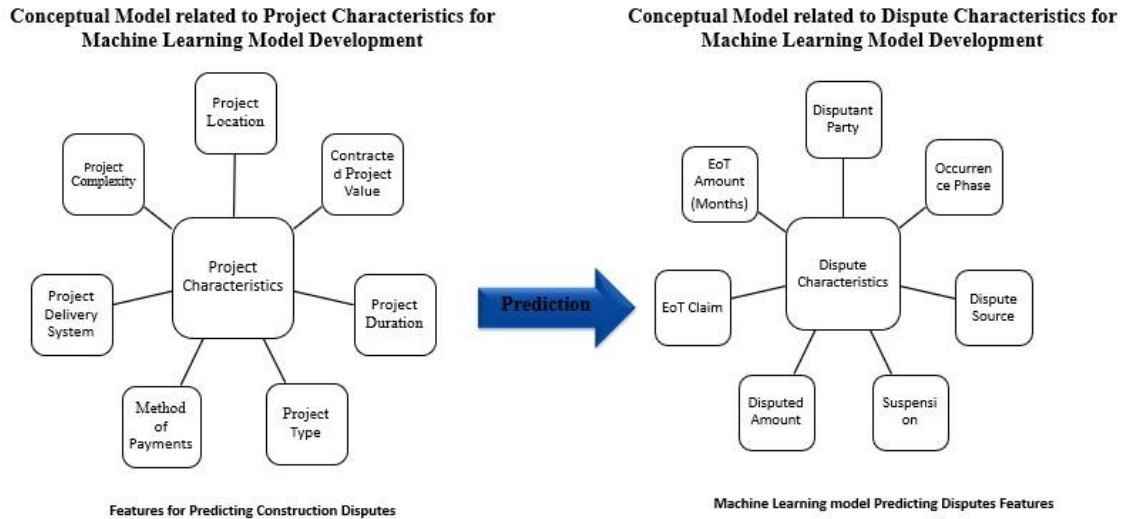 Conceptual Model related to Project Characteristics for
Machine Learning Model Development
Project
Location
Project
Complexity
Contracte
d Project
Value
Project
Characteristics
Project
Delivery
System
Project
Duration
Method
of
Payments
Project
Type
Features for Predicting Construction Disputes
Prediction
Conceptual Model related to Dispute Characteristics for
Machine Learning Model Development
Disputant
Party
EoT
Amount
(Months)
Occurren
ce Phase
Dispute
Characteristics
EoT Claim
Dispute
Source
Disputed
Amount
Suspensi
on
Machine Learning model Predicting Disputes Features